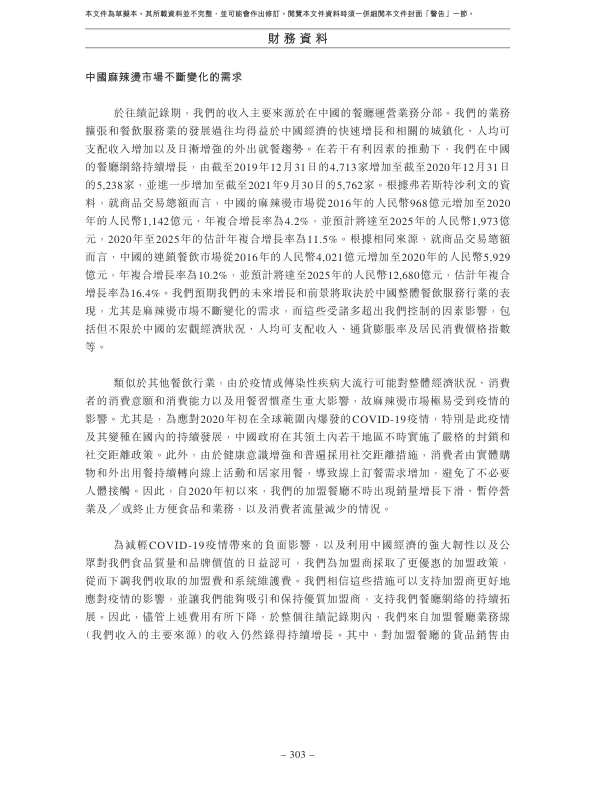 本文件為草擬本。其所載資料並不完整，並可能會作出修訂。閱覽本文件資料時須一併細閱本文件封面「警告」一節。
財務資料
中國麻辣燙市場不斷變化的需求
於往績記錄期，我們的收入主要來源於在中國的餐廳運營業務分部。我們的業務
擴張和餐飲服務業的發展過往均得益於中國經濟的快速增長和相關的城鎮化、人均可
支配收入增加以及日漸增強的外出就餐趨勢。在若干有利因素的推動下，我們在中國
的餐廳網絡持續增長，由截至2019年12月31日的4,713家增加至截至2020年12月31日
的5,238家，並進一步增加至截至2021年9月30日的5,762家。根據弗若斯特沙利文的資
料，就商品交易總額而言，中國的麻辣燙市場從2016年的人民幣968億元增加至2020
年的人民幣1,142億元，年複合增長率為4.2%，並預計將達至2025年的人民幣1,973億
元，2020年至2025年的估計年複合增長率為11.5%。根據相同來源，就商品交易總額
而言，中國的連鎖餐飲市場從2016年的人民幣4,021億元增加至2020年的人民幣5,929
億元，年複合增長率為10.2%，並預計將達至2025年的人民幣12,680億元，估計年複合
增長率為16.4%。我們預期我們的未來增長和前景將取決於中國整體餐飲服務行業的表
現，尤其是麻辣燙市場不斷變化的需求，而這些受諸多超出我們控制的因素影響，包
括但不限於中國的宏觀經濟狀況、人均可支配收入、通貨膨脹率及居民消費價格指數
等。
類似於其他餐飲行業，由於疫情或傳染性疾病大流行可能對整體經濟狀況、消費
者的消費意願和消費能力以及用餐習慣產生重大影響，故麻辣燙市場極易受到疫情的
影響。尤其是，為應對2020年初在全球範圍內爆發的COVID-19疫情，特別是此疫情
及其變種在國內的持續發展，中國政府在其領土內若干地區不時實施了嚴格的封鎖和
社交距離政策。此外，由於健康意識增強和普遍採用社交距離措施，消費者由實體購
物和外出用餐持續轉向線上活動和居家用餐，導致線上訂餐需求增加，避免了不必要
人體接觸。因此，自2020年初以來，我們的加盟餐廳不時出現銷量增長下滑、暫停營
業及／或終止方便食品和業務，以及消費者流量減少的情況。
為減輕COVID-19疫情帶來的負面影響，以及利用中國經濟的強大韌性以及公
眾對我們食品質量和品牌價值的日益認可，我們為加盟商採取了更優惠的加盟政策，
從而下調我們收取的加盟費和系統維護費。我們相信這些措施可以支持加盟商更好地
應對疫情的影響，並讓我們能夠吸引和保持優質加盟商，支持我們餐廳網絡的持續拓
展。因此，儘管上述費用有所下降，於整個往績記錄期內，我們來自加盟餐廳業務線
（我們收入的主要來源）的收入仍然錄得持續增長。其中，對加盟餐廳的貨品銷售由
– 303 –